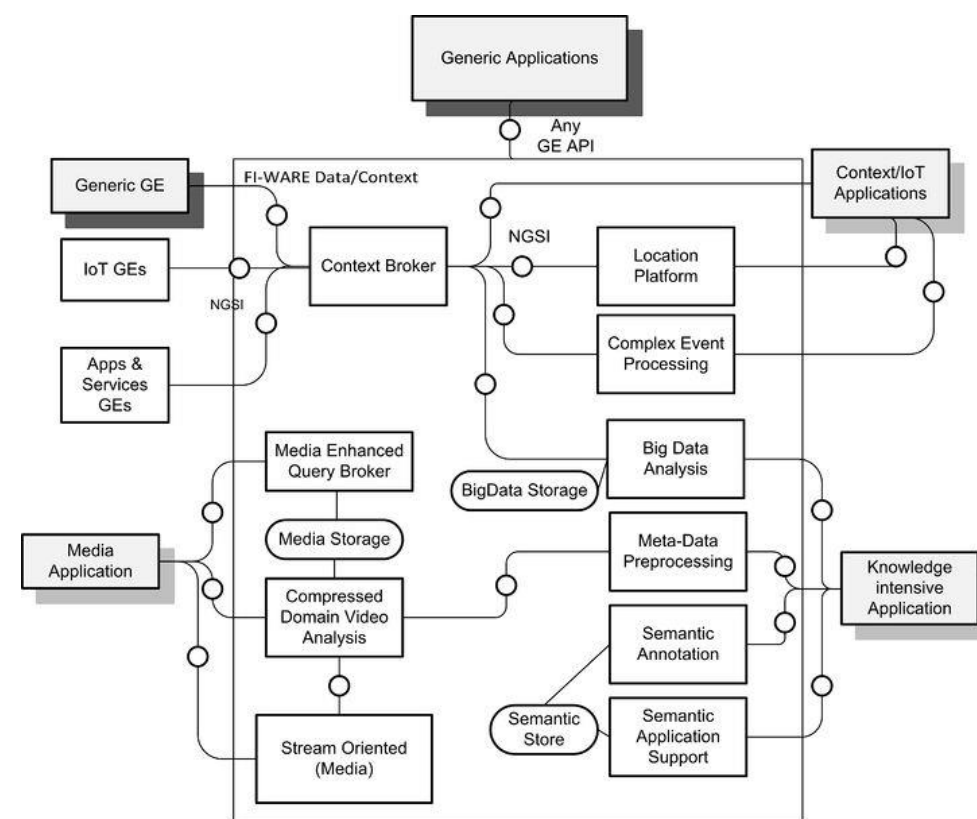 Generic Applications
Any
GE API
Generic GE
FI-WARE Data/Context
Context/IoT
Applications
IoT GEs
NGSI
Context Broker
NGSI
Location
Platform
Apps &
Services
GEs
Complex Event
Processing
Media Enhanced
Query Broker
Big Data
Analysis
BigData Storage
Media Storage
Meta-Data
Preprocessing
Media
Application
Compressed
Domain Video
Analysis
Knowledge
intensive
Application
Semantic
Annotation
Semantic
Store
Semantic
Application
Support
Stream Oriented
(Media)